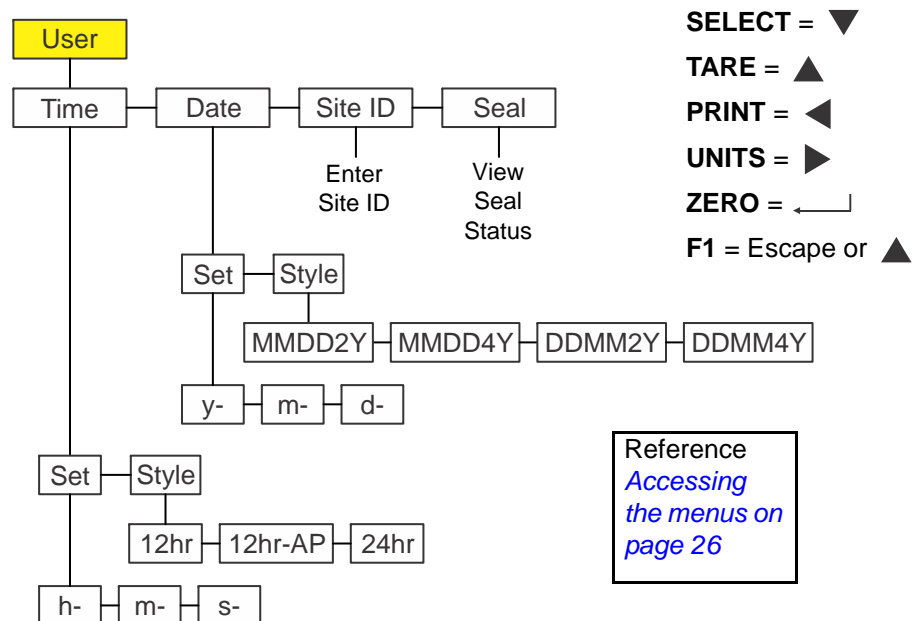 User
Time
Date
Site ID
Seal
Enter
Site ID
View
Seal
Status
Set
Style
MMDD2Y
MMDD4Y
DDMM2Y
DDMM4Y
y-
m-
d-
Set
Style
12hr
12hr-AP
24hr
h-
m-
s-
SELECT = ▼
TARE = ▲
PRINT = ◀
UNITS = ▶
ZERO = ↵
F1 = Escape or ▲
Reference
Accessing
the menus on
page 26